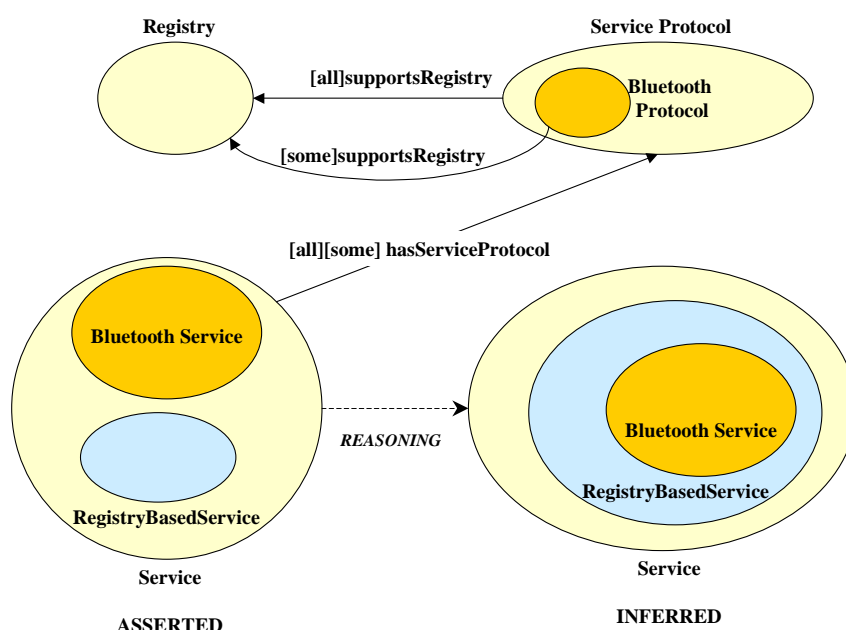 Registry
Service Protocol
[all]supportsRegistry
Bluetooth
Protocol
[some]supportsRegistry
[all][some] hasServiceProtocol
Bluetooth Service
REASONING
Bluetooth Service
RegistryBasedService
RegistryBasedService
Service
Service
ASSERTED
INFERRED